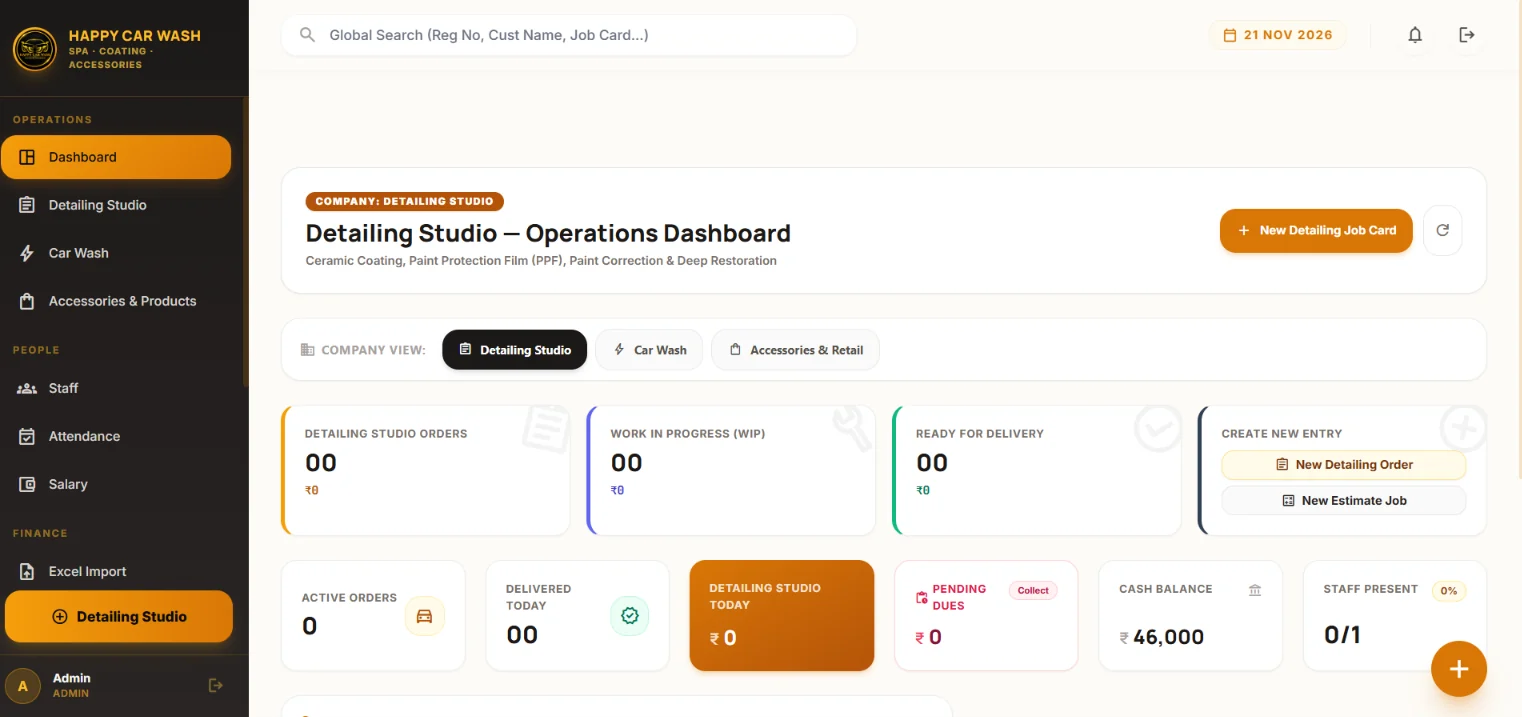 HAPPY CAR WASH
SPA · COATING ·
ACCESSORIES
OPERATIONS
Dashboard
Detailing Studio
Car Wash
Accessories & Products
PEOPLE
Staff
Attendance
Salary
FINANCE
Excel Import
Detailing Studio
A
Admin
ADMIN
Global Search (Reg No, Cust Name, Job Card...)
21 NOV 2026
COMPANY: DETAILING STUDIO
Detailing Studio — Operations Dashboard
Ceramic Coating, Paint Protection Film (PPF), Paint Correction & Deep Restoration
+ New Detailing Job Card
COMPANY VIEW:
Detailing Studio
Car Wash
Accessories & Retail
DETAILING STUDIO ORDERS
00
₹0
WORK IN PROGRESS (WIP)
00
₹0
READY FOR DELIVERY
00
₹0
CREATE NEW ENTRY
New Detailing Order
New Estimate Job
ACTIVE ORDERS
0
DELIVERED
TODAY
00
DETAILING STUDIO
TODAY
₹ 0
PENDING
DUES
Collect
₹ 0
CASH BALANCE
₹ 46,000
STAFF PRESENT
0%
0/1
+